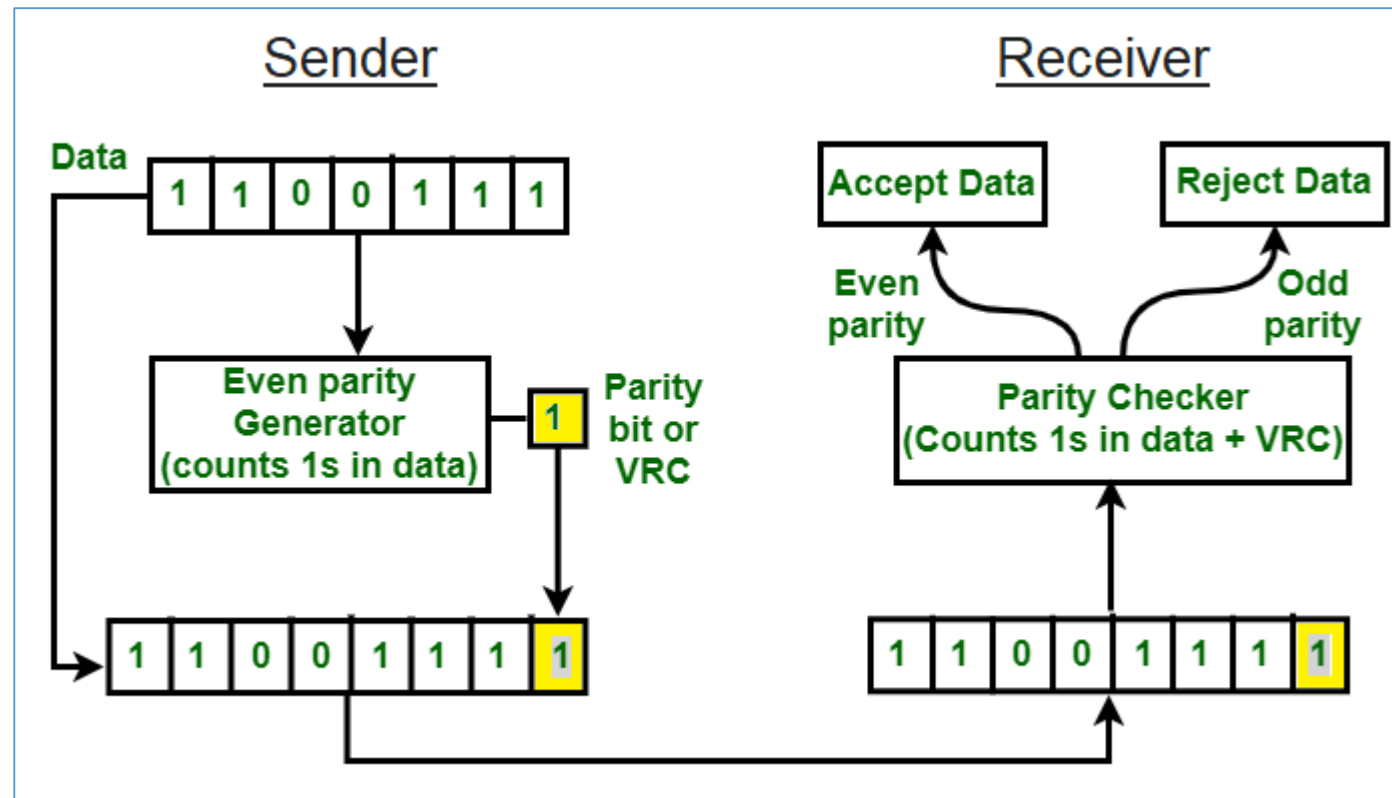 Sender
Data
1 1 0 0 1 1 1
Even parity
Generator
(counts 1s in data)
1
Parity
bit or
VRC
1 1 0 0 1 1 1 1
Receiver
Accept Data
Reject Data
Even
parity
Odd
parity
Parity Checker
(Counts 1s in data + VRC)
1 1 0 0 1 1 1 1